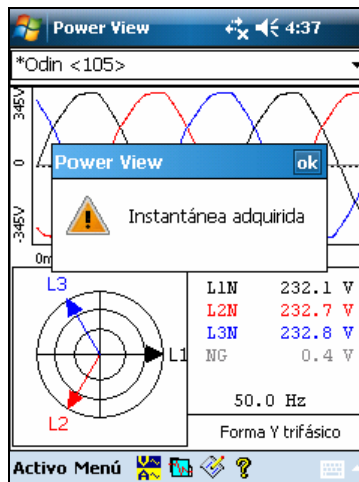 Power View 4:37
*Odin <105>
345V
0
-345V
Power View ok
Instantánea adquirida
0m
L3
L1
L2
L1N 232.1 V
L2N 232.7 V
L3N 232.8 V
NG 0.4 V
50.0 Hz
Forma Y trifásico
Activo Menú